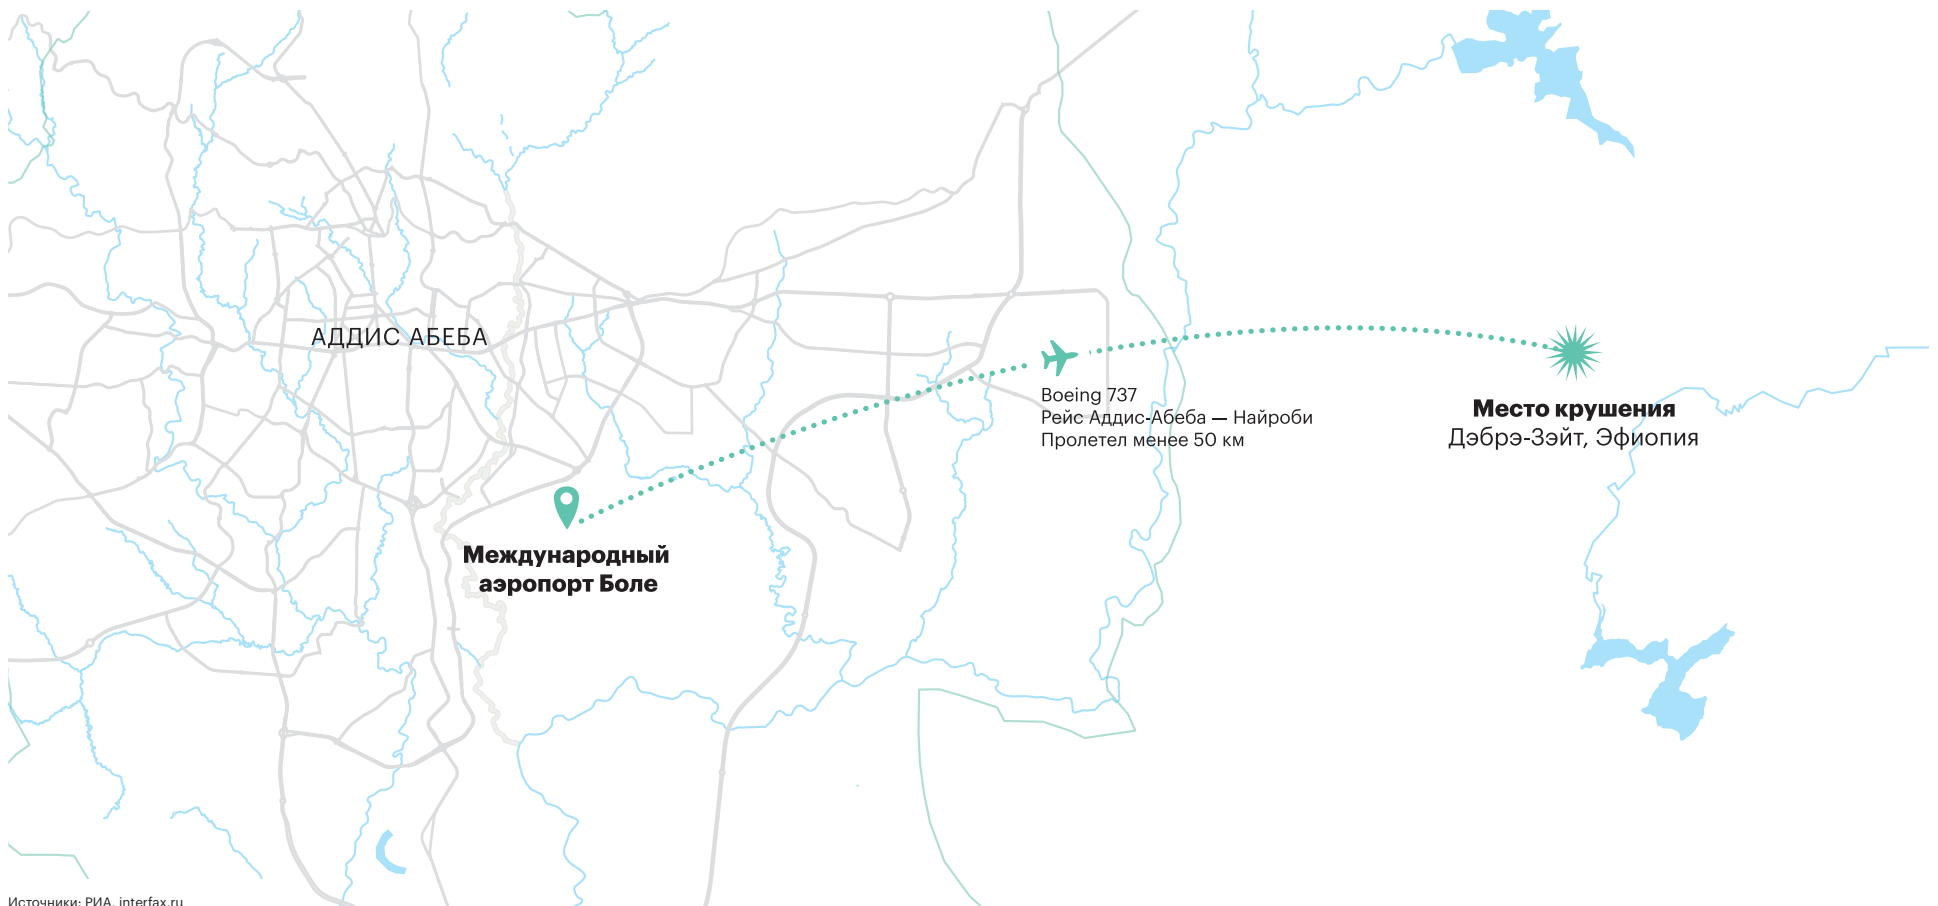 АДДИС АБЕБА
Boeing 737
Рейс Аддис-Абеба — Найроби
Пролетел менее 50 км
Место крушения
Дэбрэ-Зэйт, Эфиопия
Международный
аэропорт Боле
Источники: РИА, interfax.ru